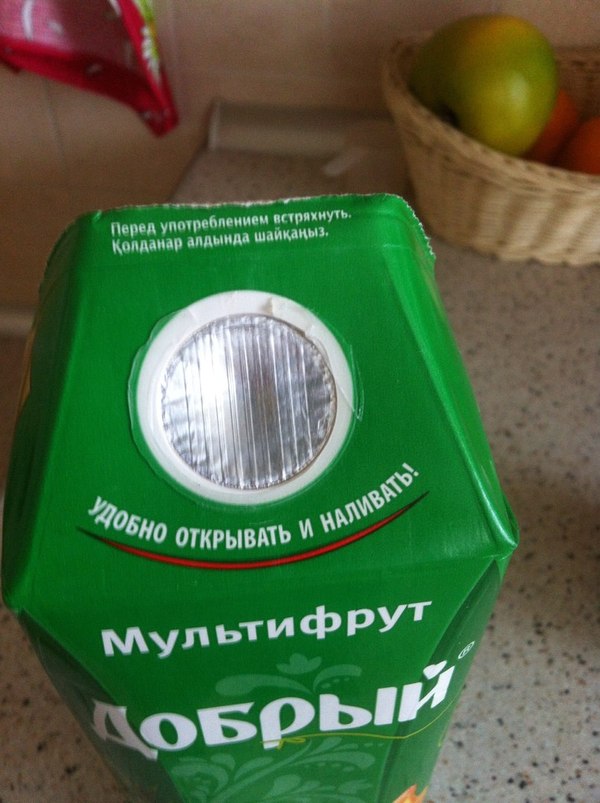 Перед употреблением встряхнуть.
Қолданар алдында шайқаңыз.
УДОБНО ОТКРЫВАТЬ И НАЛИВАТЬ!
Мультифрут
ДОБРЫЙ ®